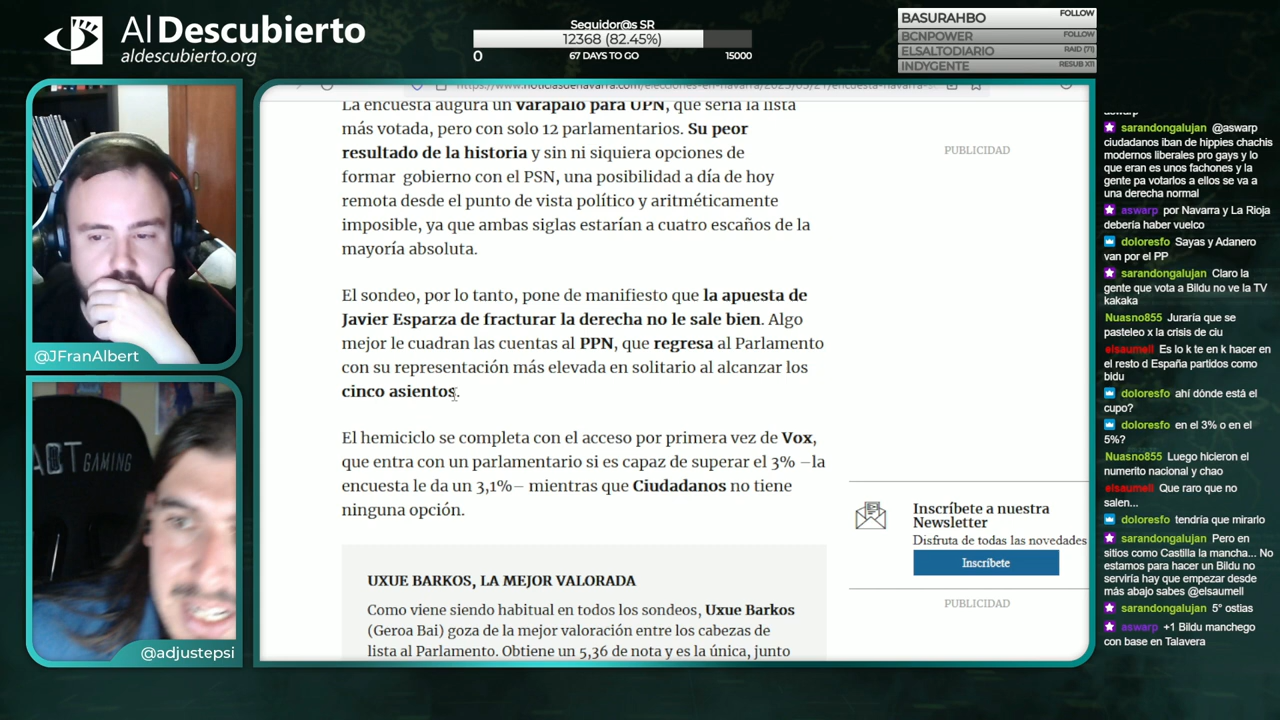 Al Descubierto
aldescubierto.org
Seguidor@s SR
12368 (82.45%)
0
67 DAYS TO GO
15000
BASURAHBO
FOLLOW
BCNPOWER
FOLLOW
ELSALTODIARIO
RAID (71)
INDYGENTE
RESUB X11
@JFranAlbert
ADT GAMING
@adjustepsi
La encuesta augura un varapalo para UPN, que sería la lista
más votada, pero con solo 12 parlamentarios. Su peor
resultado de la historia y sin ni siquiera opciones de
formar gobierno con el PSN, una posibilidad a día de hoy
remota desde el punto de vista político y aritméticamente
imposible, ya que ambas siglas estarían a cuatro escaños de la
mayoría absoluta.
El sondeo, por lo tanto, pone de manifiesto que la apuesta de
Javier Esparza de fracturar la derecha no le sale bien. Algo
mejor le cuadran las cuentas al PPN, que regresa al Parlamento
con su representación más elevada en solitario al alcanzar los
cinco asientos.
El hemiciclo se completa con el acceso por primera vez de Vox,
que entra con un parlamentario si es capaz de superar el 3% –la
encuesta le da un 3,1%– mientras que Ciudadanos no tiene
ninguna opción.
UXUE BARKOS, LA MEJOR VALORADA
Como viene siendo habitual en todos los sondeos, Uxue Barkos
(Geroa Bai) goza de la mejor valoración entre los cabezas de
lista al Parlamento. Obtiene un 5,36 de nota y es la única, junto
PUBLICIDAD
Inscríbete a nuestra
Newsletter
Disfruta de todas las novedades
Inscríbete
PUBLICIDAD
aswarp
sarandongalujan @aswarp
ciudadanos iban de hippies chachis
modernos liberales pro gays y lo
que eran es unos fachones y la
gente pa votarlos a ellos se va a
una derecha normal
aswarp por Navarra y La Rioja
debería haber vuelco
doloresfo Sayas y Adanero
van por el PP
sarandongalujan Claro la
gente que vota a Bildu no ve la TV
kakaka
Nuasno855 Juraría que se
pasteleo x la crisis de ciu
elsaumell Es lo k te en k hacer en
el resto d España partidos como
bidu
doloresfo ahí dónde está el
cupo?
doloresfo en el 3% o en el
5%?
Nuasno855 Luego hicieron el
numerito nacional y chao
elsaumell Que raro que no
salen...
doloresfo tendría que mirarlo
sarandongalujan Pero en
sitios como Castilla la mancha... No
estamos para hacer un Bildu no
serviría hay que empezar desde
más abajo sabes @elsaumell
sarandongalujan 5° ostias
aswarp +1 Bildu manchego
con base en Talavera